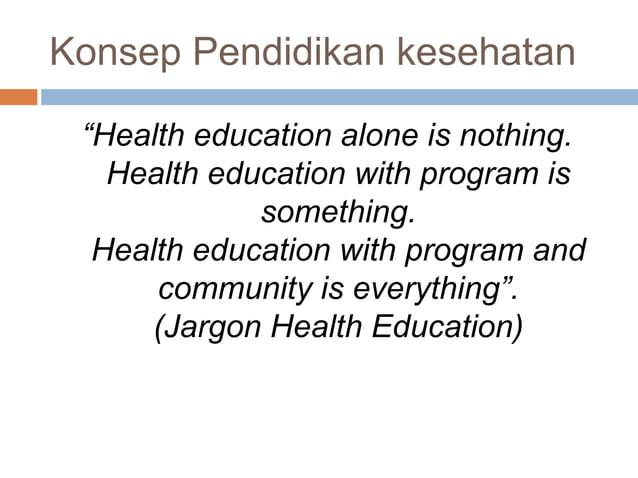 Konsep Pendidikan kesehatan
“Health education alone is nothing.
Health education with program is
something.
Health education with program and
community is everything”.
(Jargon Health Education)